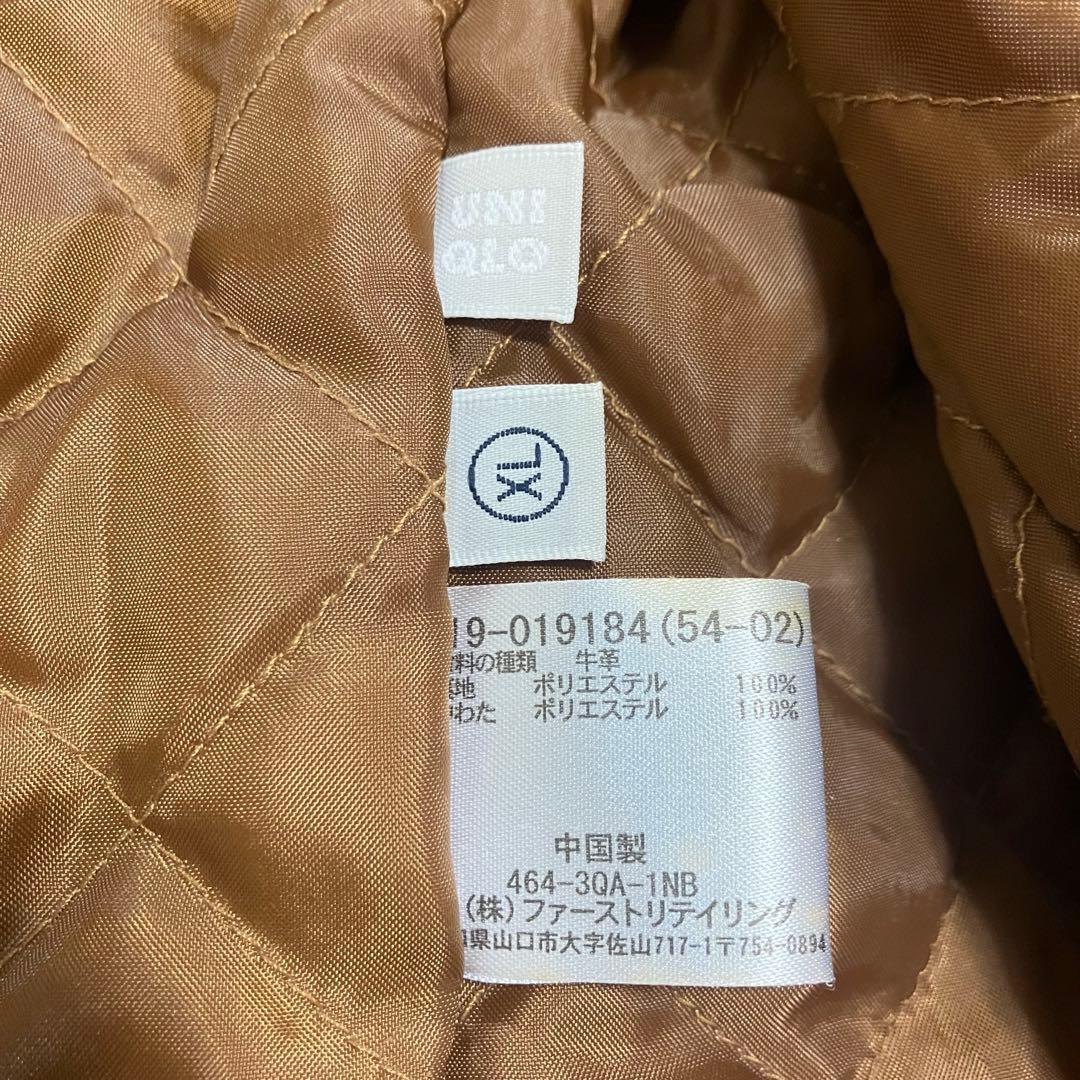 UNI
QLO
XL
19-019184(54-02)
料の種類 牛革
地 ポリエステル 100%
わた ポリエステル 100%
中国製
464-3QA-1NB
(株)ファーストリテイリング
県山口市大字佐山717-1〒754-0894